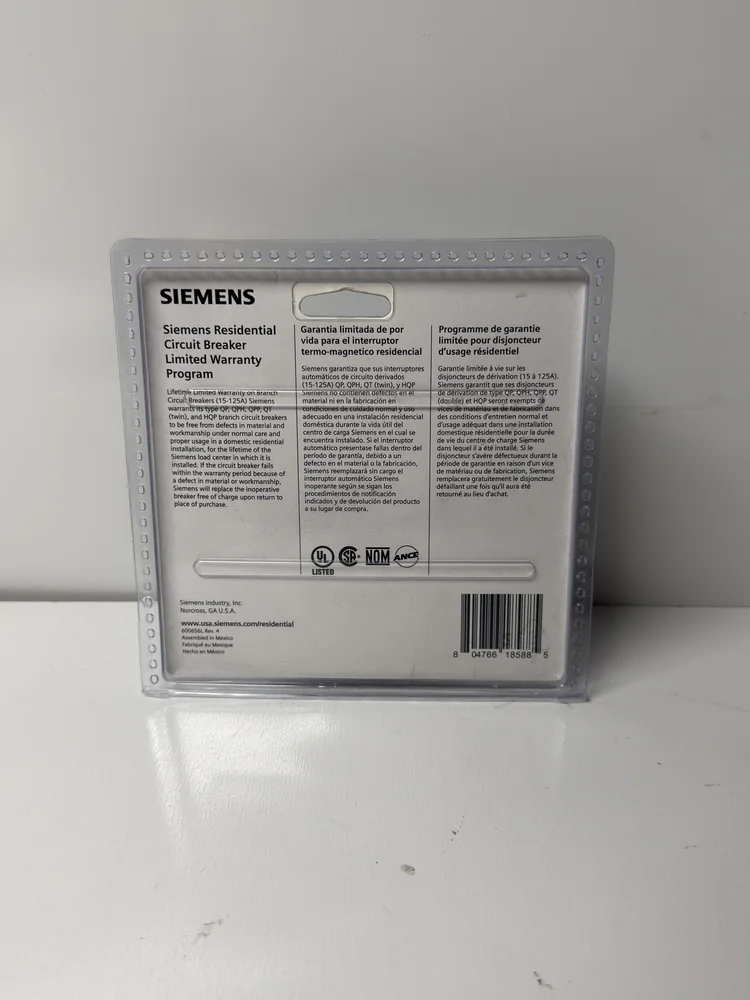 SIEMENS
Siemens Residential
Circuit Breaker
Limited Warranty
Program
Lifetime Limited Warranty on Branch
Circuit Breakers (15-125A) Siemens
warrants its type QP, QPH, QPP, QT
(twin), and HQP branch circuit breakers
to be free from defects in material and
workmanship under normal care and
proper usage in a domestic residential
installation, for the lifetime of the
Siemens load center in which it is
installed. If the circuit breaker fails
within the warranty period because of
a defect in material or workmanship,
Siemens will replace the inoperative
breaker free of charge upon return to
place of purchase.
Garantia limitada de por
vida para el interruptor
termo-magnetico residencial
Siemens garantiza que sus interruptores
automáticos de circuito derivados
(15-125A) QP, QPH, QT (twin), y HQP
Siemens no contienen defectos en el
material ni en la fabricación en
condiciones de cuidado normal y uso
adecuado en una instalación residencial
doméstica durante la vida útil del
centro de carga Siemens en el cual se
encuentra instalado. Si el interruptor
automático presentase fallas dentro del
período de garantía, debido a un
defecto en el material o la fabricación,
Siemens reemplazará sin cargo el
interruptor automático Siemens
inoperante según se sigan los
procedimientos de notificación
indicados y de devolución del producto
a su lugar de compra.
Programme de garantie
limitée pour disjoncteur
d'usage résidentiel
Garantie limitée à vie sur les
disjoncteurs de dérivation (15 à 125A).
Siemens garantit que ses disjoncteurs
de dérivation de type QP, QPH, QPP, QT
(double) et HQP seront exempts de
vices de matériau et de fabrication dans
des conditions d'entretien normal et
d'usage adéquat dans une installation
domestique résidentielle pour la durée
de vie du centre de charge Siemens
dans lequel il a été installé. Si le
disjoncteur s'avère défectueux durant la
période de garantie en raison d'un vice
de matériau ou de fabrication, Siemens
remplacera gratuitement le disjoncteur
défaillant une fois qu'il aura été
retourné au lieu d'achat.
UL LISTED
SA
NOM
ANCE
Siemens Industry, Inc.
Norcross, GA U.S.A.
www.usa.siemens.com/residential
600656L Rev. 4
Assembled in Mexico
Fabriqué au Mexique
Hecho en México
8 04766 18588 5